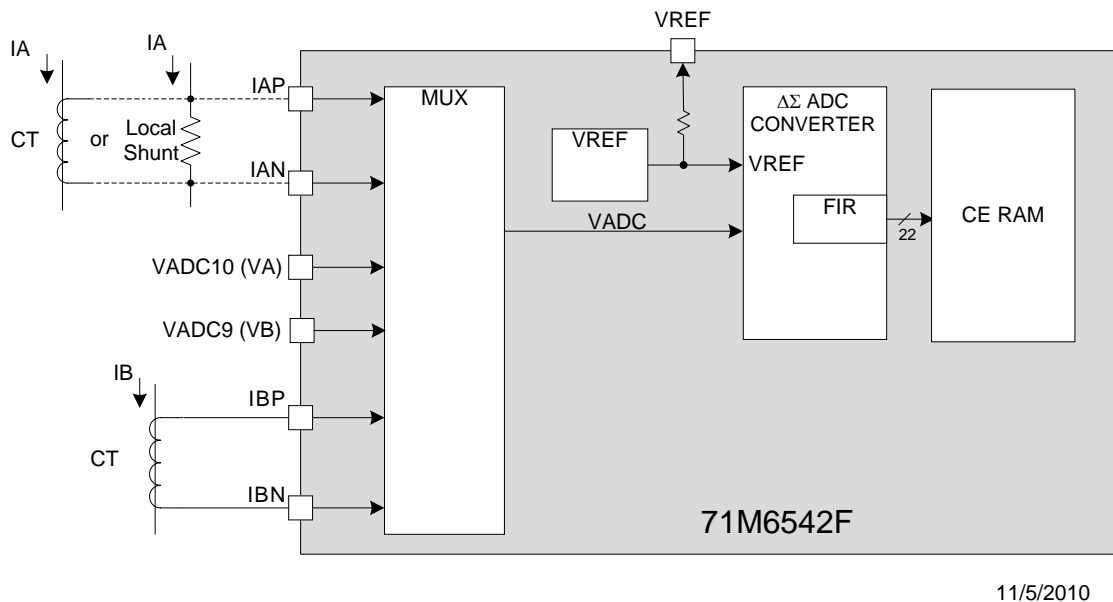 VREF
IA
IA
IAP
MUX
ΔΣ ADC
CONVERTER
CT
or
Local
Shunt
VREF
VREF
IAN
FIR
CE RAM
VADC
22
VADC10 (VA)
VADC9 (VB)
IB
IBP
CT
IBN
71M6542F
11/5/2010